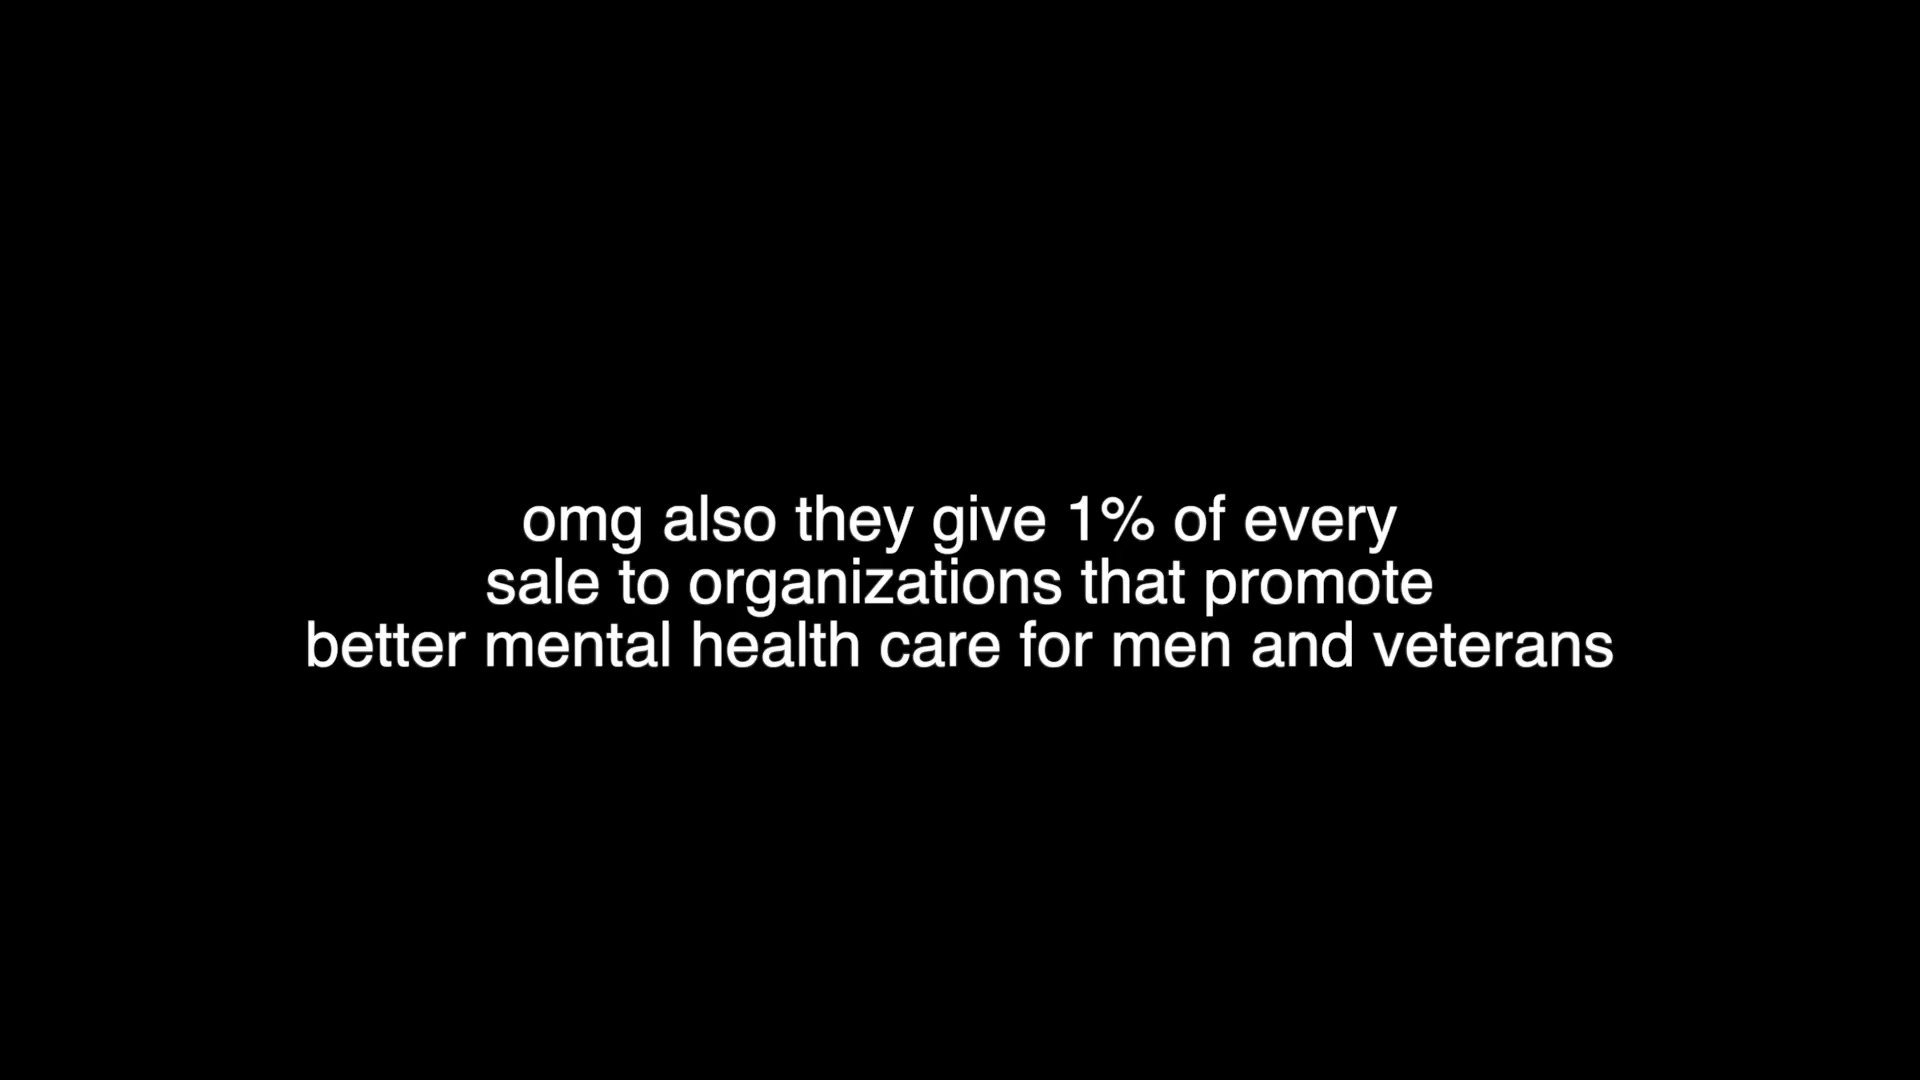 omg also they give 1% of every
sale to organizations that promote
better mental health care for men and veterans